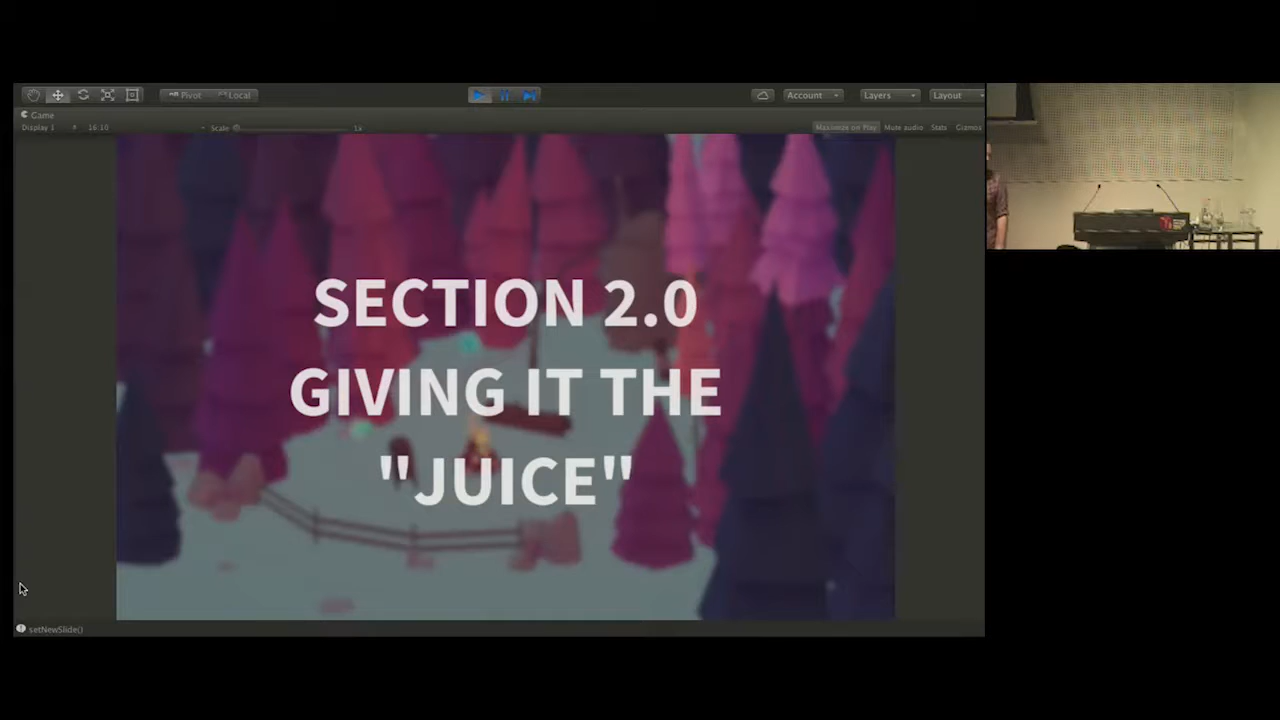 Pivot Local
Account
Layers
Layout
Game
Display 1
16:10
Scale
1x
Maximize on Play
Mute audio
Stats
Gizmos
SECTION 2.0
GIVING IT THE
"JUICE"
setNewSlide()